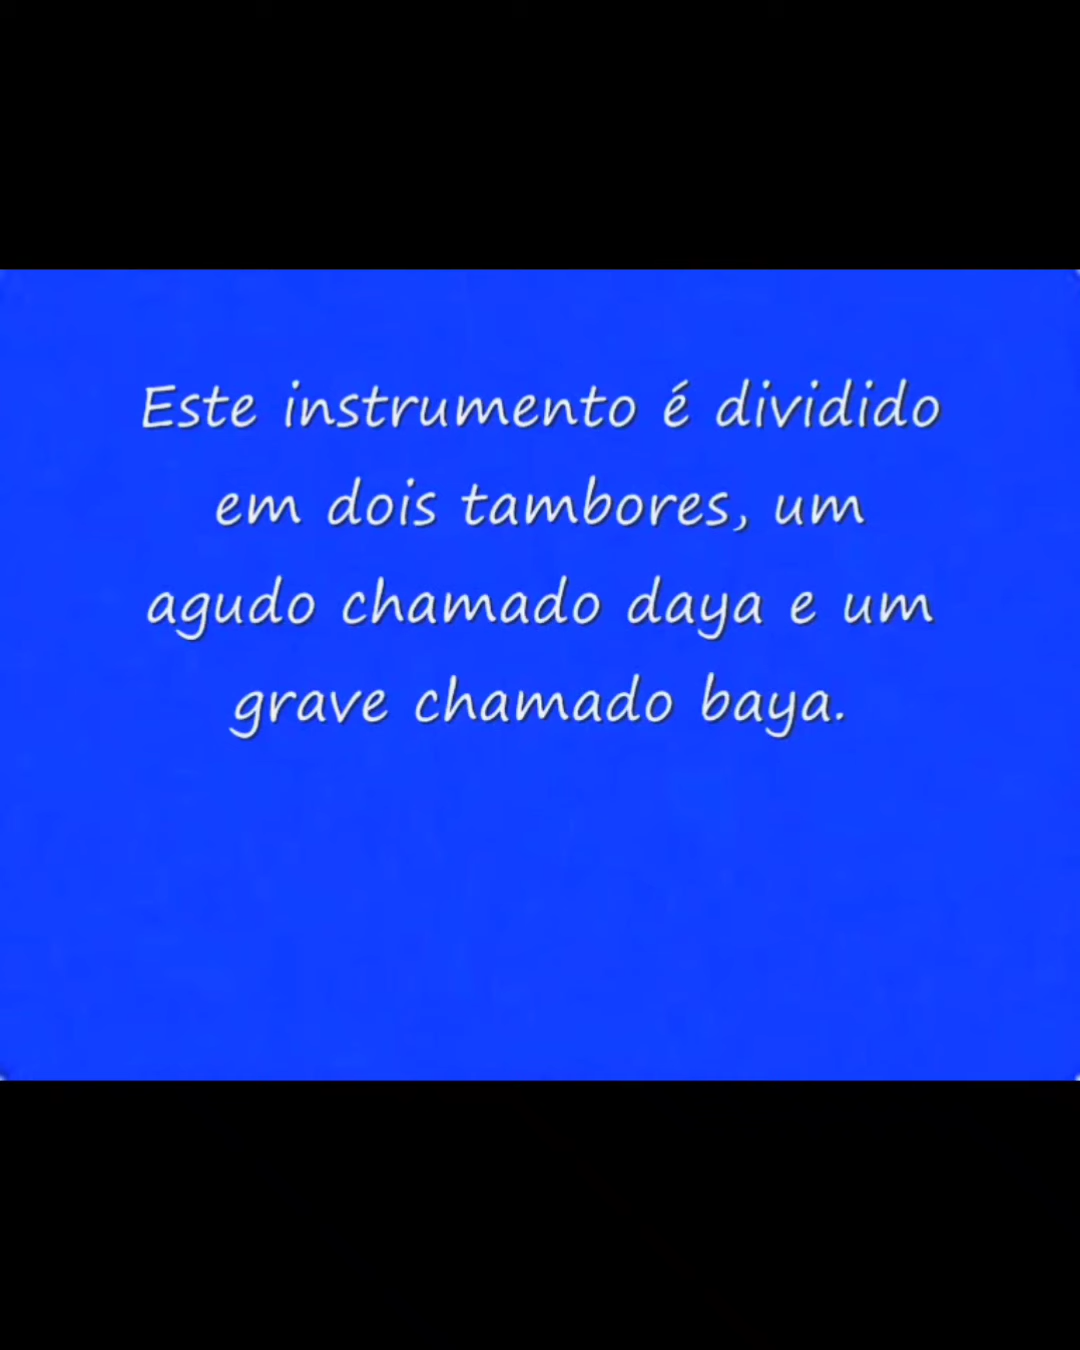 Este instrumento é dividido
em dois tambores, um
agudo chamado daya e um
grave chamado baya.